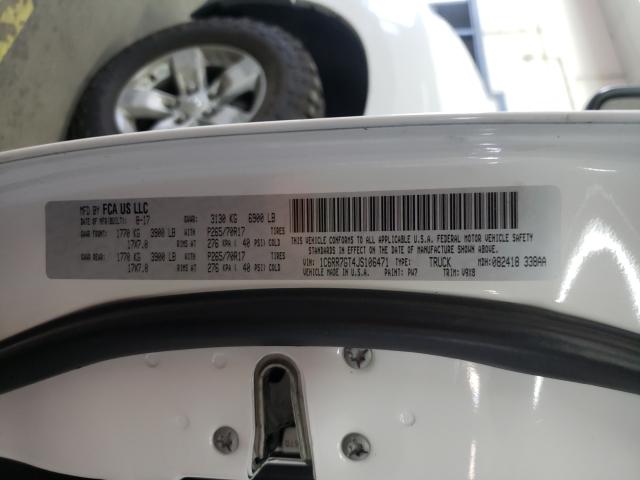 MFD BY FCA US LLC
DATE OF MFR(BUILT): 8-17 GVWR: 3130 KG 6900 LB
GAWR FRONT: 1770 KG 3900 LB WITH P265/70R17 TIRES
17X7.0 RIMS AT 276 KPA ( 40 PSI) COLD
GAWR REAR: 1770 KG 3900 LB WITH P265/70R17 TIRES
17X7.0 RIMS AT 276 KPA ( 40 PSI) COLD
THIS VEHICLE CONFORMS TO ALL APPLICABLE U.S.A. FEDERAL MOTOR VEHICLE SAFETY
STANDARDS IN EFFECT ON THE DATE OF MANUFACTURE SHOWN ABOVE.
VIN: 1C6RR7GT4JS106471 TYPE: TRUCK MDH: 082418 338AA
VEHICLE MADE IN U.S.A. PAINT: PW7 TRIM: V9X9